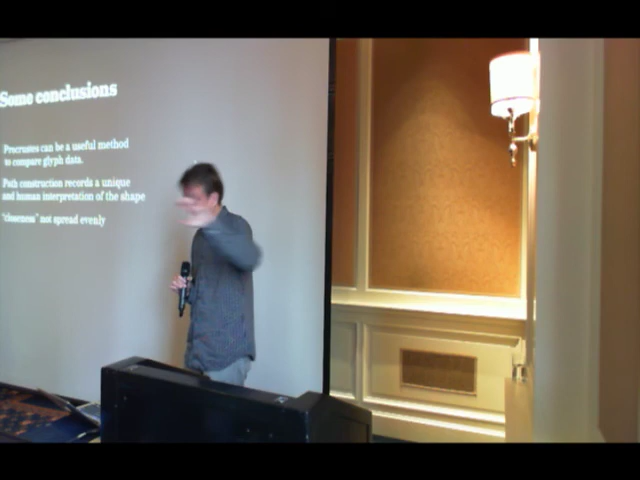 Some conclusions
Procrustes can be a useful method
to compare glyph data.
Path construction records a unique
and human interpretation of the shape
"closeness" not spread evenly